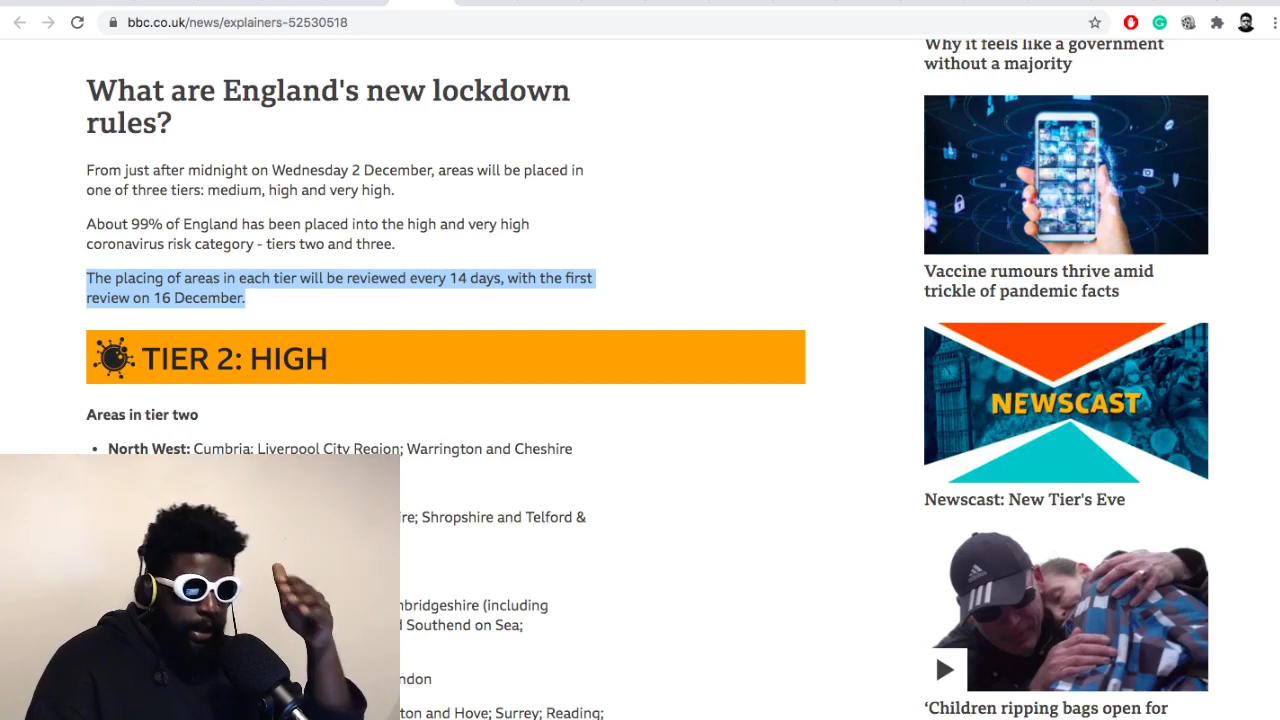 bbc.co.uk/news/explainers-52530518
What are England's new lockdown
rules?
From just after midnight on Wednesday 2 December, areas will be placed in
one of three tiers: medium, high and very high.
About 99% of England has been placed into the high and very high
coronavirus risk category - tiers two and three.
The placing of areas in each tier will be reviewed every 14 days, with the first
review on 16 December.
TIER 2: HIGH
Areas in tier two
• North West: Cumbria; Liverpool City Region; Warrington and Cheshire
ire; Shropshire and Telford &
nbridgeshire (including
d Southend on Sea;
ndon
ton and Hove; Surrey; Reading;
Why it feels like a government
without a majority
Vaccine rumours thrive amid
trickle of pandemic facts
NEWSCAST
Newscast: New Tier's Eve
adidas
‘Children ripping bags open for